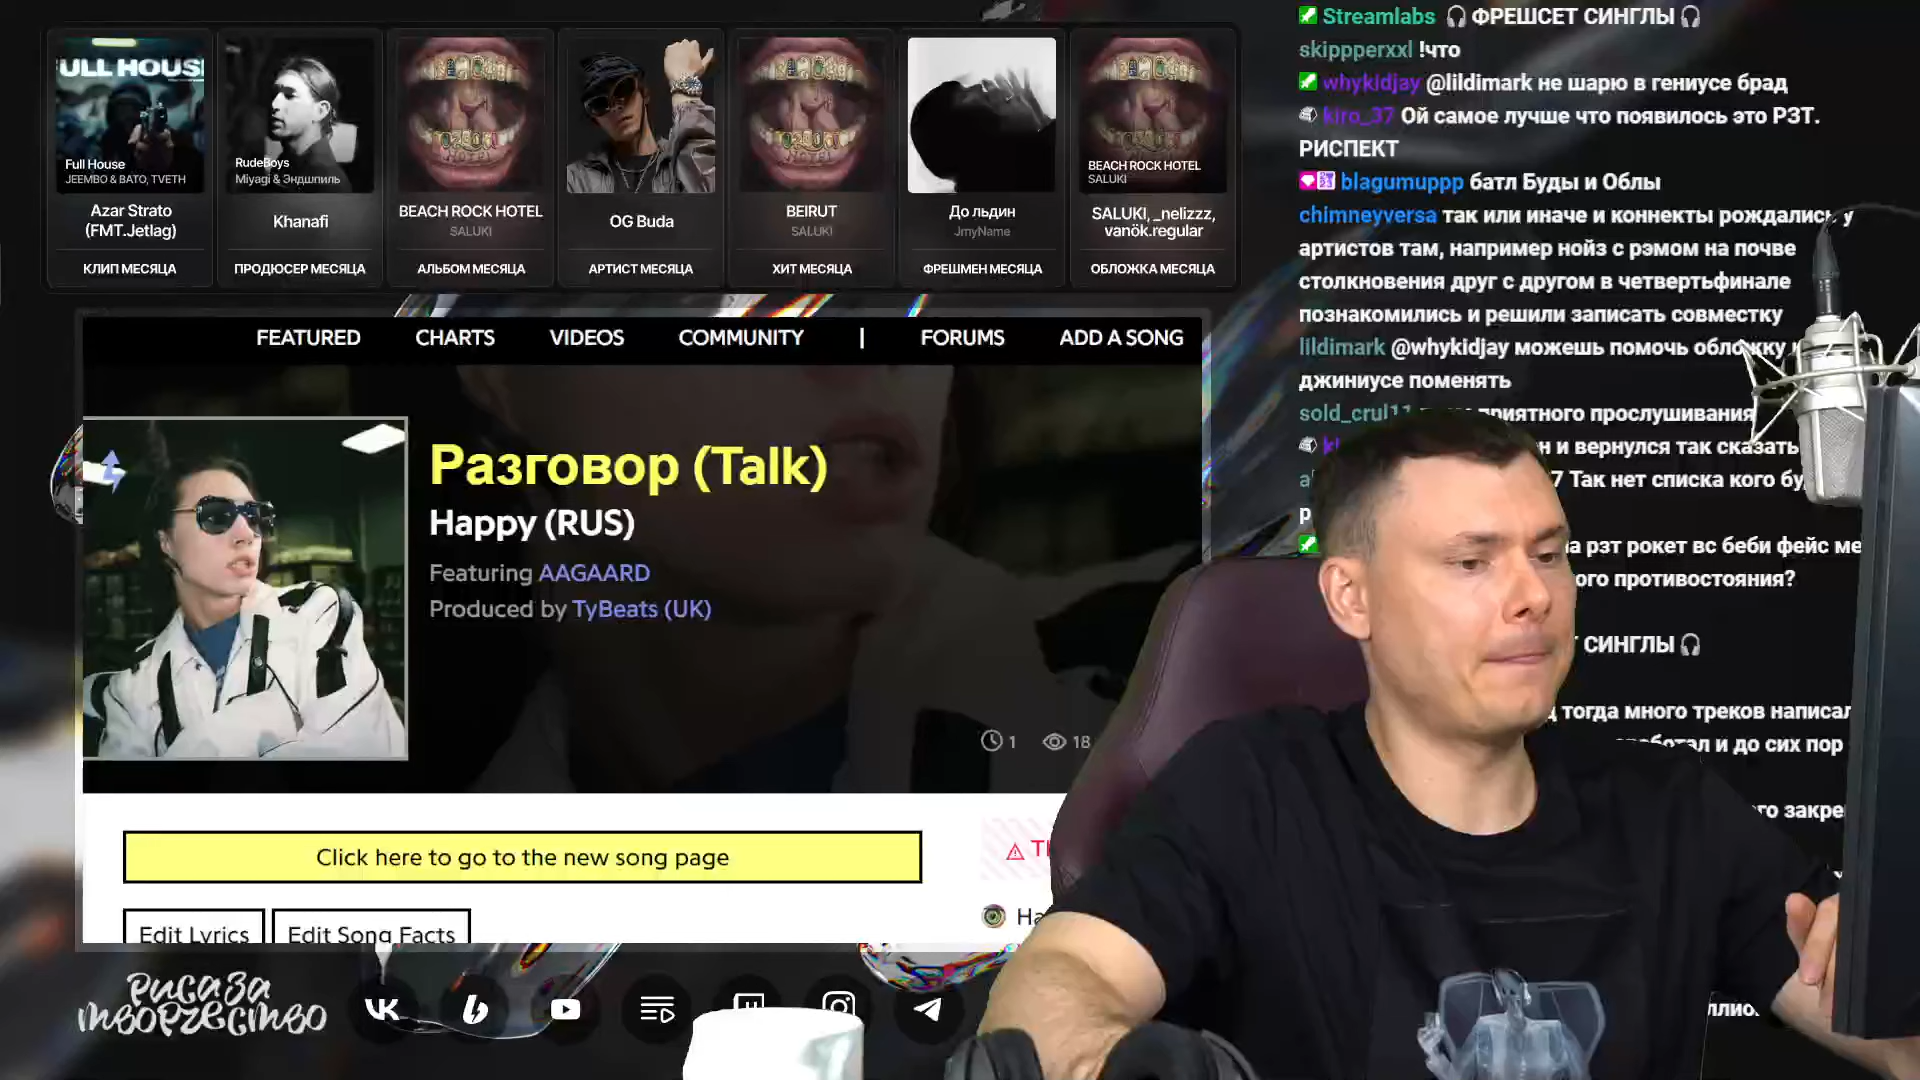 ULL HOUS
Full House
JEEMBO & BATO, TVETH
Azar Strato
(FMT.Jetlag)
КЛИП МЕСЯЦА
RudeBoys
Miyagi & Эндшпиль
Khanafi
ПРОДЮСЕР МЕСЯЦА
BEACH ROCK HOTEL
SALUKI
АЛЬБОМ МЕСЯЦА
OG Buda
АРТИСТ МЕСЯЦА
BEIRUT
SALUKI
ХИТ МЕСЯЦА
До льдин
JmyName
ФРЕШМЕН МЕСЯЦА
BEACH ROCK HOTEL
SALUKI
SALUKI, _nelizzz,
vanök.regular
ОБЛОЖКА МЕСЯЦА
FEATURED CHARTS VIDEOS COMMUNITY | FORUMS ADD A SONG
Разговор (Talk)
Happy (RUS)
Featuring AAGAARD
Produced by TyBeats (UK)
1 18
Click here to go to the new song page
Edit Lyrics Edit Song Facts
Streamlabs ФРЕШСЕТ СИНГЛЫ
skippperxxl !что
whykidjay @lildimark не шарю в гениусе брад
kiro_37 Ой самое лучше что появилось это РЗТ.
РИСПЕКТ
blagumuppp батл Буды и Облы
chimneyversa так или иначе и коннекты рождались у
артистов там, например нойз с рэмом на почве
столкновения друг с другом в четвертьфинале
познакомились и решили записать совместку
lildimark @whykidjay можешь помочь обложку
джиниусе поменять
sold_crul11 приятного прослушивания
н и вернулся так сказать
7 Так нет списка кого
рзт рокет вс беби фейс
ого противостояния?
СИНГЛЫ
тогда много треков написал
и до сих пор
рисаза
творчество